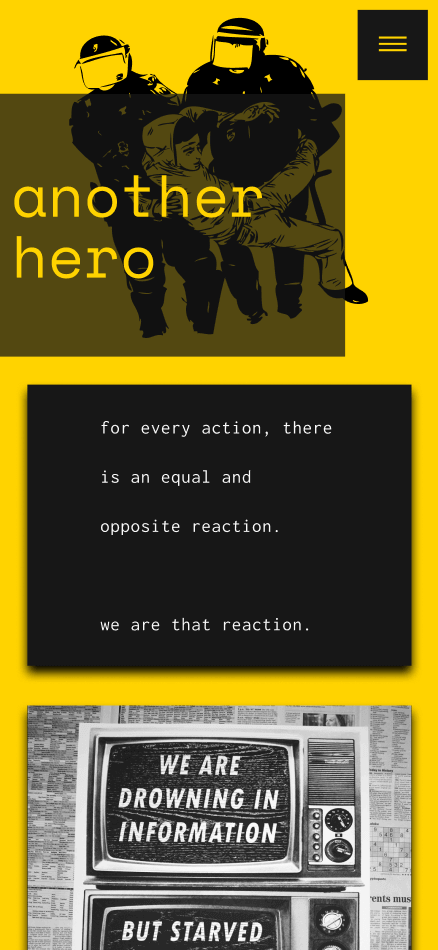 another
hero
for every action, there
is an equal and
opposite reaction.
we are that reaction.
WE ARE
DROWNING IN
INFORMATION
BUT STARVED